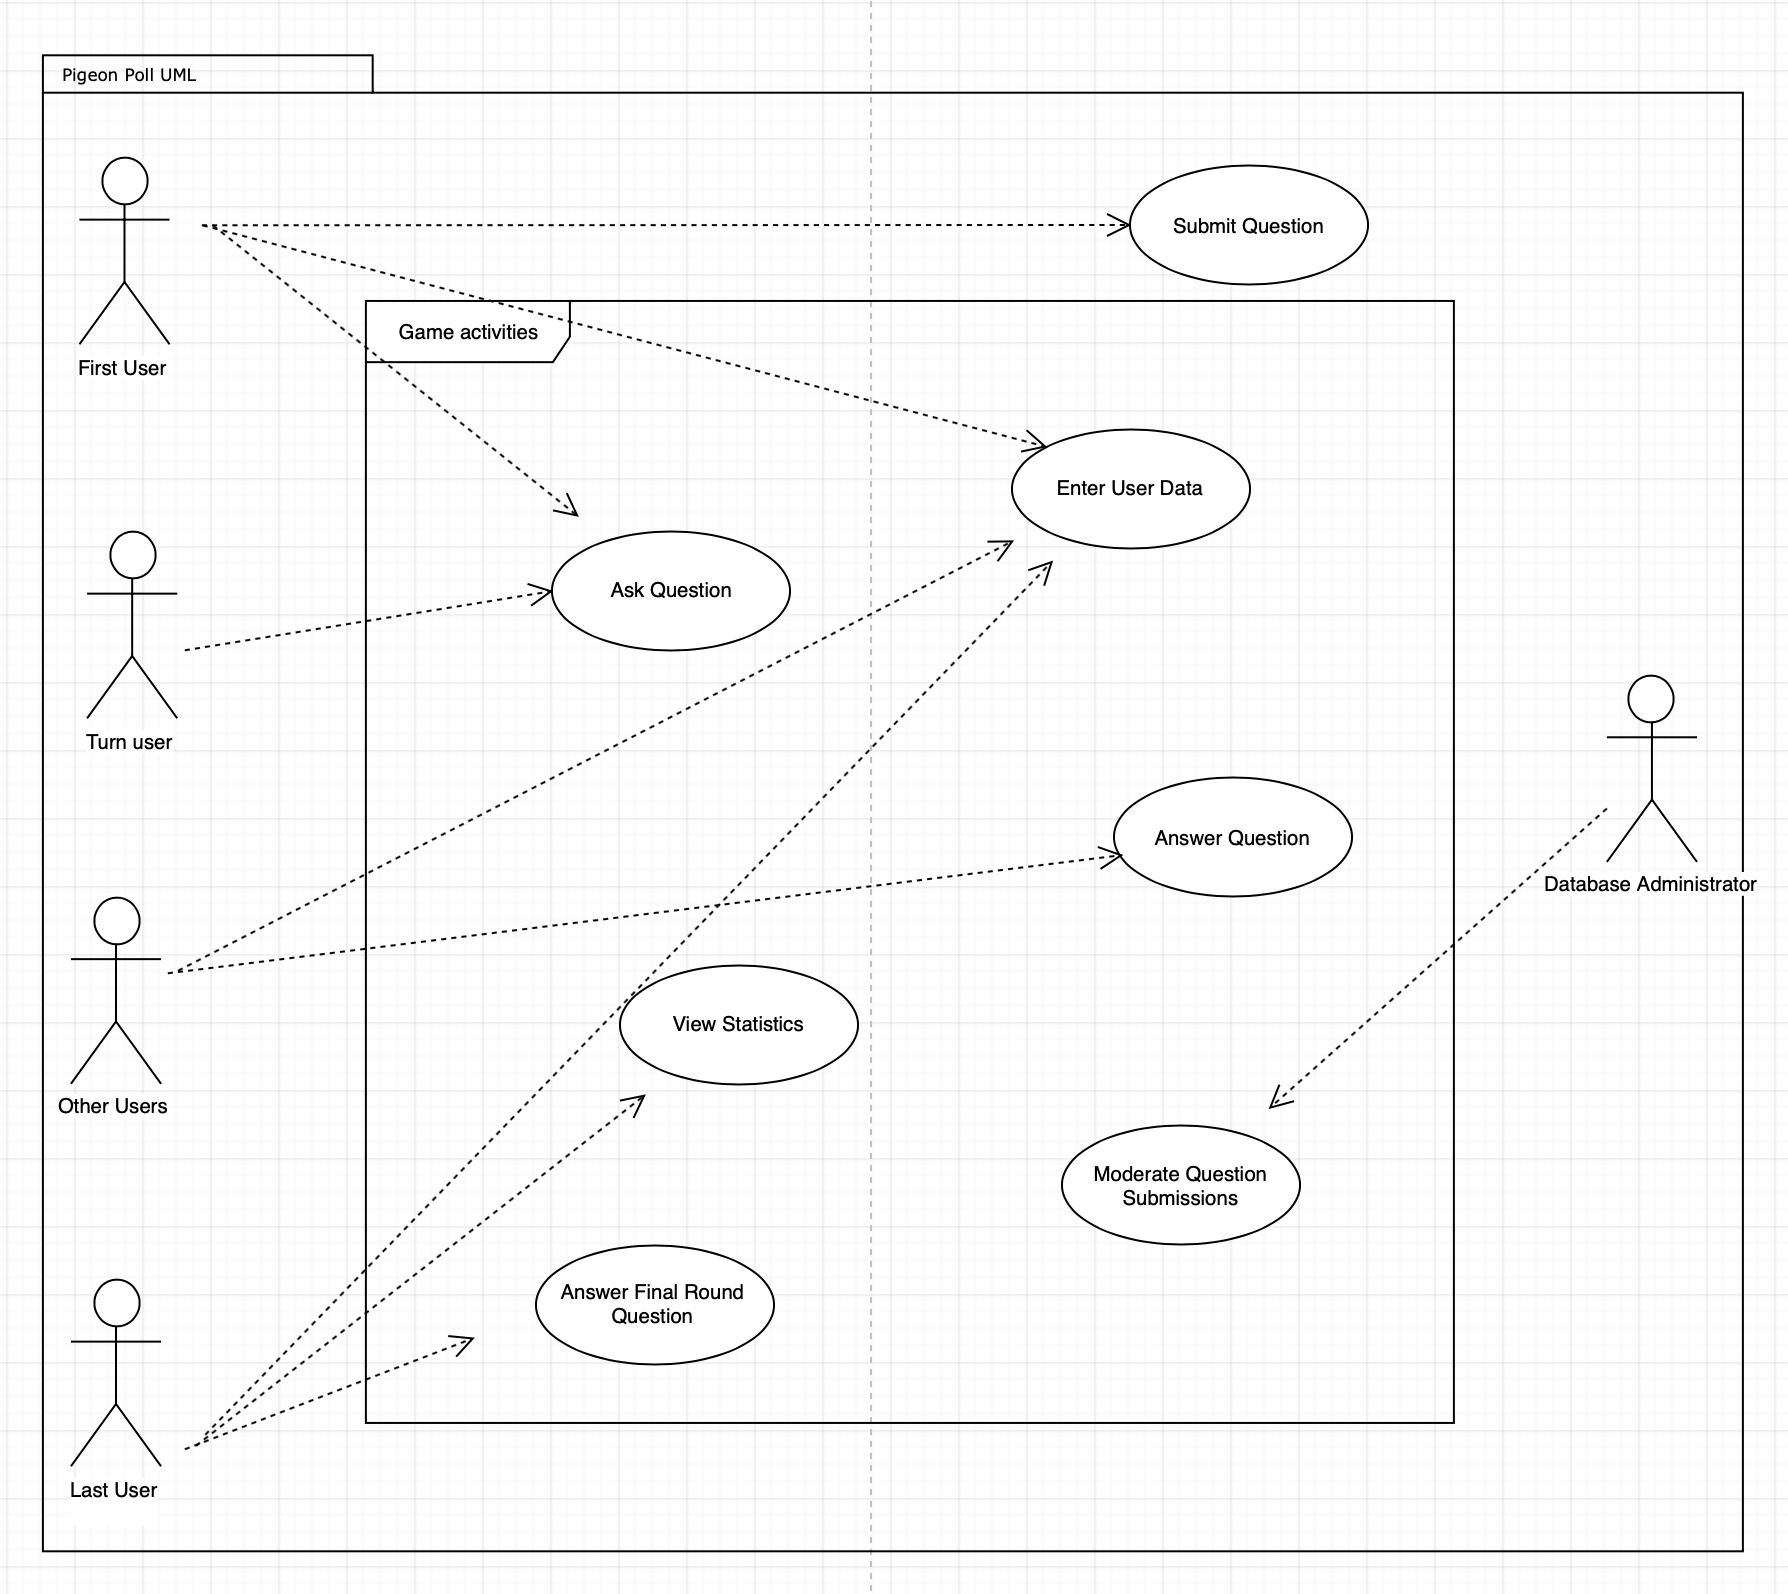 Pigeon Poll UML
Submit Question
Game activities
First User
Enter User Data
Ask Question
Turn user
Answer Question
Database Administrator
View Statistics
Other Users
Moderate Question
Submissions
Answer Final Round
Question
Last User